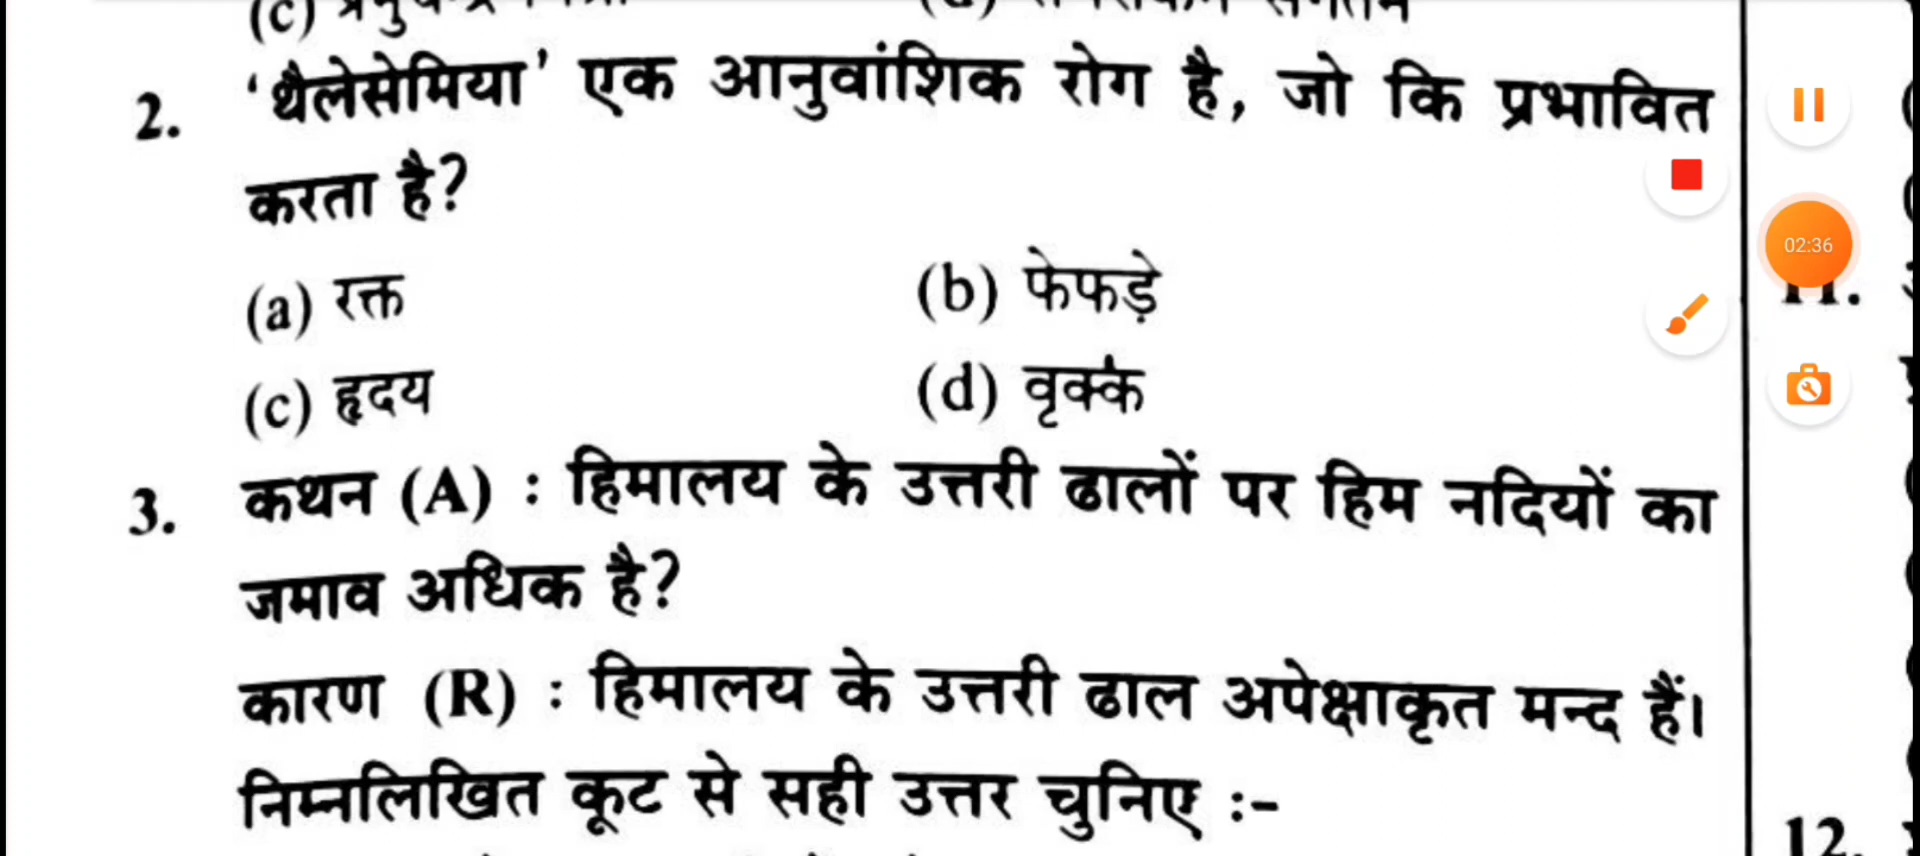 2. 'थैलेसेमिया' एक आनुवांशिक रोग है, जो कि प्रभावित
करता है?
(a) रक्त (b) फेफड़े
(c) हृदय (d) वृक्क
3. कथन (A) : हिमालय के उत्तरी ढालों पर हिम नदियों का
जमाव अधिक है?
कारण (R) : हिमालय के उत्तरी ढाल अपेक्षाकृत मन्द हैं।
निम्नलिखित कूट से सही उत्तर चुनिए :-
02:36
11.
12.